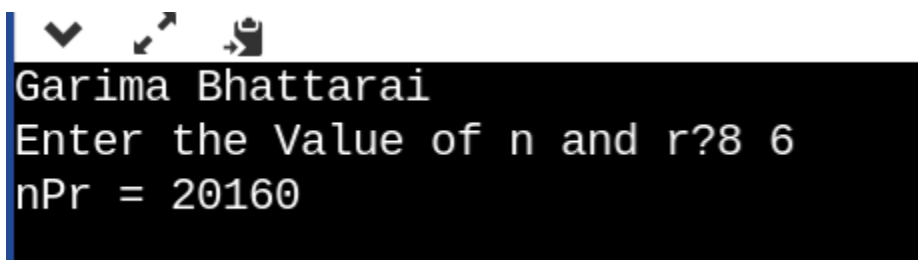 Garima Bhattarai
Enter the Value of n and r?8 6
nPr = 20160